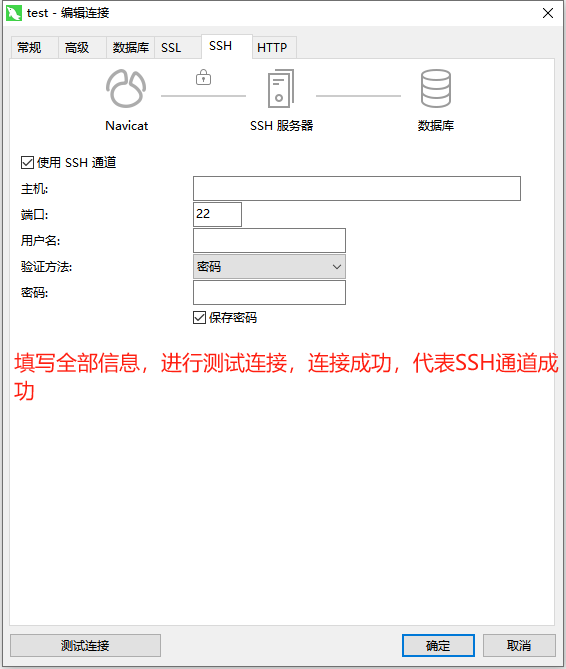 test - 编辑连接
常规 高级 数据库 SSL SSH HTTP
Navicat SSH 服务器 数据库
使用 SSH 通道
主机:
端口: 22
用户名:
验证方法: 密码
密码:
保存密码
填写全部信息，进行测试连接，连接成功，代表SSH通道成
功
测试连接 确定 取消